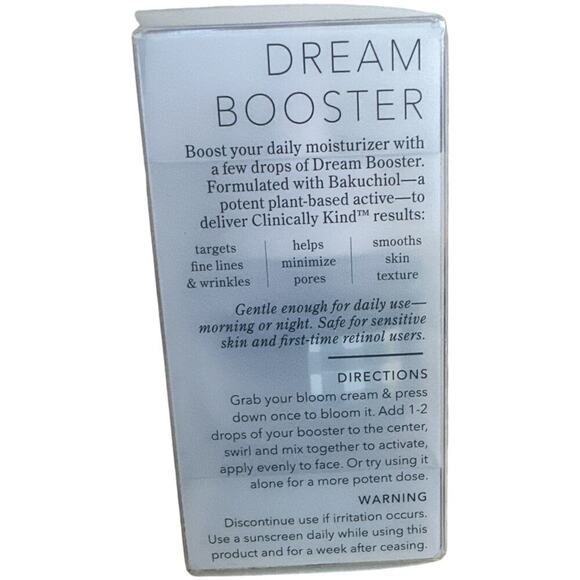 DREAM
BOOSTER
Boost your daily moisturizer with
a few drops of Dream Booster.
Formulated with Bakuchiol—a
potent plant-based active—to
deliver Clinically Kind™ results:
targets
fine lines
& wrinkles
helps
minimize
pores
smooths
skin
texture
Gentle enough for daily use—
morning or night. Safe for sensitive
skin and first-time retinol users.
DIRECTIONS
Grab your bloom cream & press
down once to bloom it. Add 1-2
drops of your booster to the center,
swirl and mix together to activate,
apply evenly to face. Or try using it
alone for a more potent dose.
WARNING
Discontinue use if irritation occurs.
Use a sunscreen daily while using this
product and for a week after ceasing.